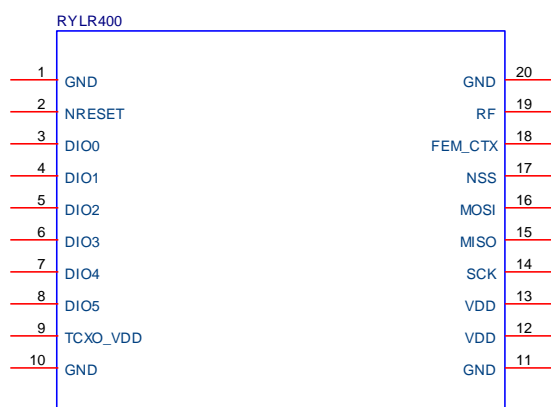 RYLR400
1 GND GND 20
2 NRESET RF 19
3 DIO0 FEM_CTX 18
4 DIO1 NSS 17
5 DIO2 MOSI 16
6 DIO3 MISO 15
7 DIO4 SCK 14
8 DIO5 VDD 13
9 TCXO_VDD VDD 12
10 GND GND 11